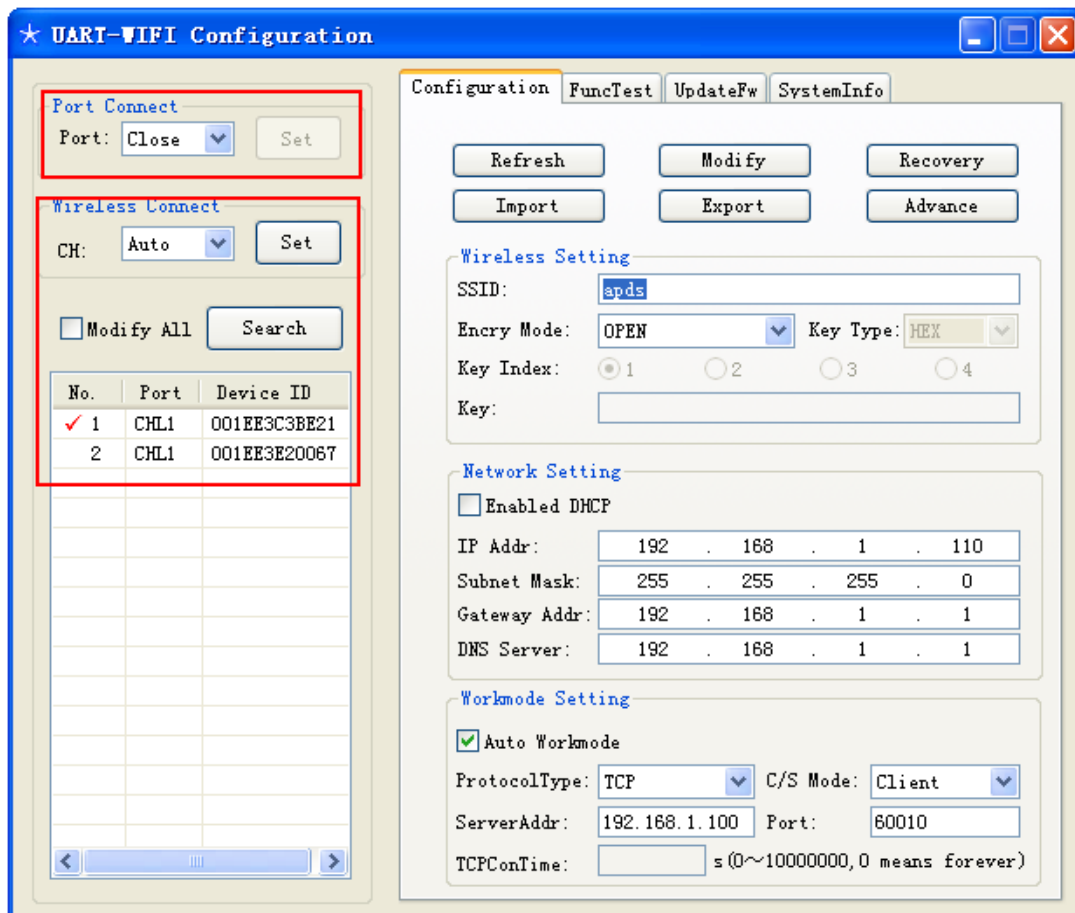 UART-WIFI Configuration
Port Connect
Port: Close Set
Wireless Connect
CH: Auto Set
Modify All Search
No. Port Device ID
1 CHL1 001EE3C3BE21
2 CHL1 001EE3E20067
Configuration FuncTest UpdateFw SystemInfo
Refresh Modify Recovery
Import Export Advance
Wireless Setting
SSID: apds
Encry Mode: OPEN Key Type: HEX
Key Index: 1 2 3 4
Key:
Network Setting
Enabled DHCP
IP Addr: 192 . 168 . 1 . 110
Subnet Mask: 255 . 255 . 255 . 0
Gateway Addr: 192 . 168 . 1 . 1
DNS Server: 192 . 168 . 1 . 1
Workmode Setting
Auto Workmode
ProtocolType: TCP C/S Mode: Client
ServerAddr: 192.168.1.100 Port: 60010
TCPConTime: s(0～10000000,0 means forever)